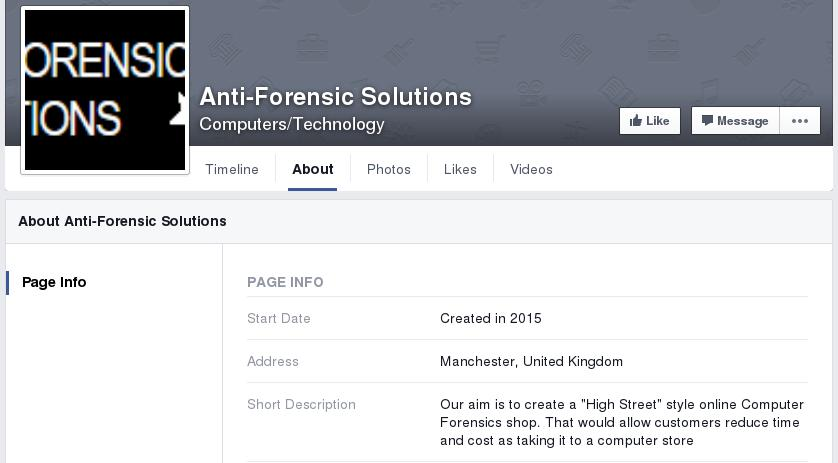 ORENSIC
TIONS
Anti-Forensic Solutions
Computers/Technology
Like
Message
Timeline
About
Photos
Likes
Videos
About Anti-Forensic Solutions
Page Info
PAGE INFO
Start Date
Created in 2015
Address
Manchester, United Kingdom
Short Description
Our aim is to create a "High Street" style online Computer
Forensics shop. That would allow customers reduce time
and cost as taking it to a computer store